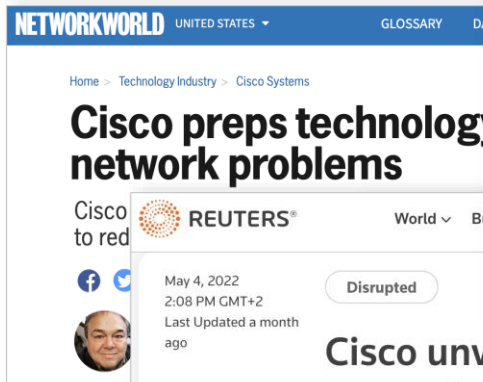 NETWORKWORLD UNITED STATES GLOSSARY
Home > Technology Industry > Cisco Systems
Cisco preps technology
network problems
Cisco
to red
REUTERS® World
May 4, 2022
2:08 PM GMT+2
Last Updated a month
ago
Disrupted
Cisco unv